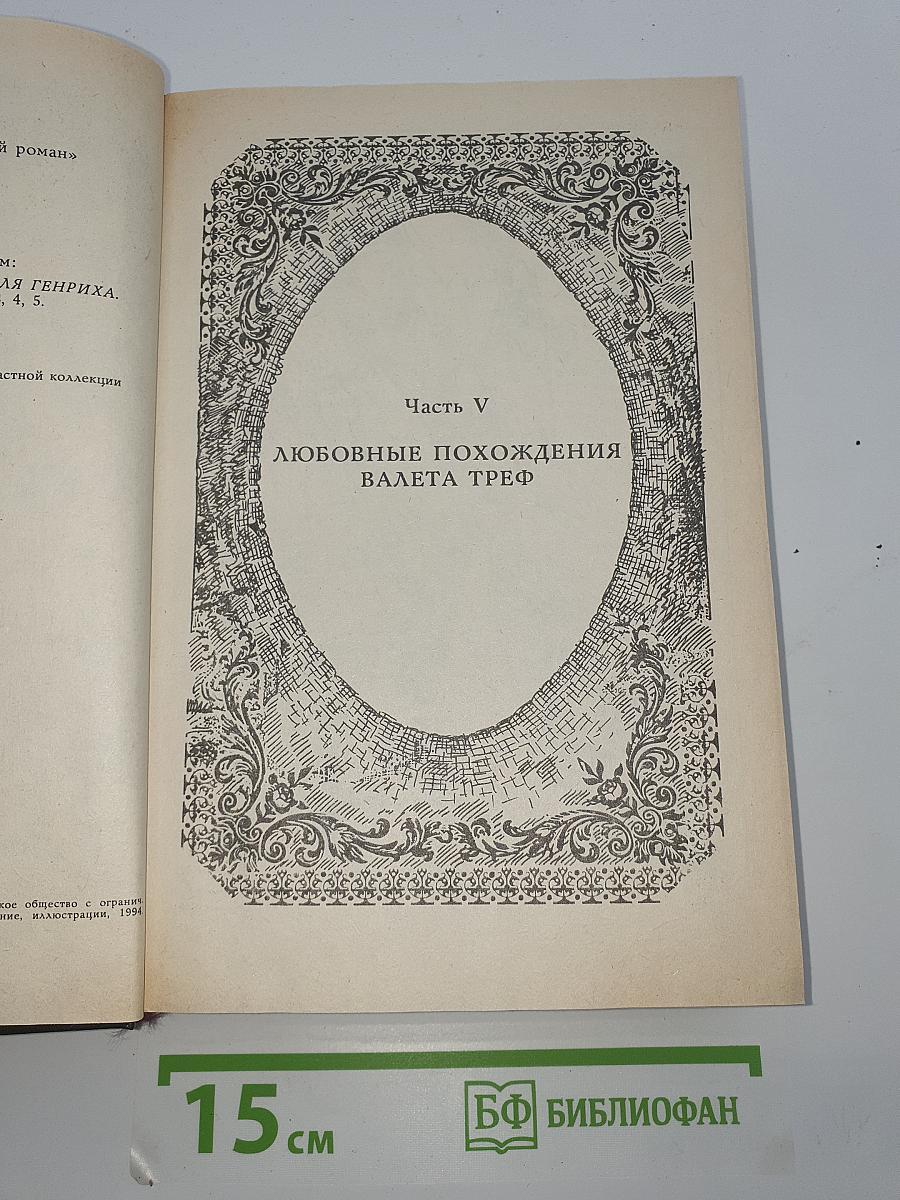 й роман»
м:
ЛЯ ГЕНРИХА.
, 4, 5.
астной коллекции
кое общество с огранич.
ние, иллюстрации, 1994
Часть V
ЛЮБОВНЫЕ ПОХОЖДЕНИЯ
ВАЛЕТА ТРЕФ
15 см
БФ БИБЛИОФАН